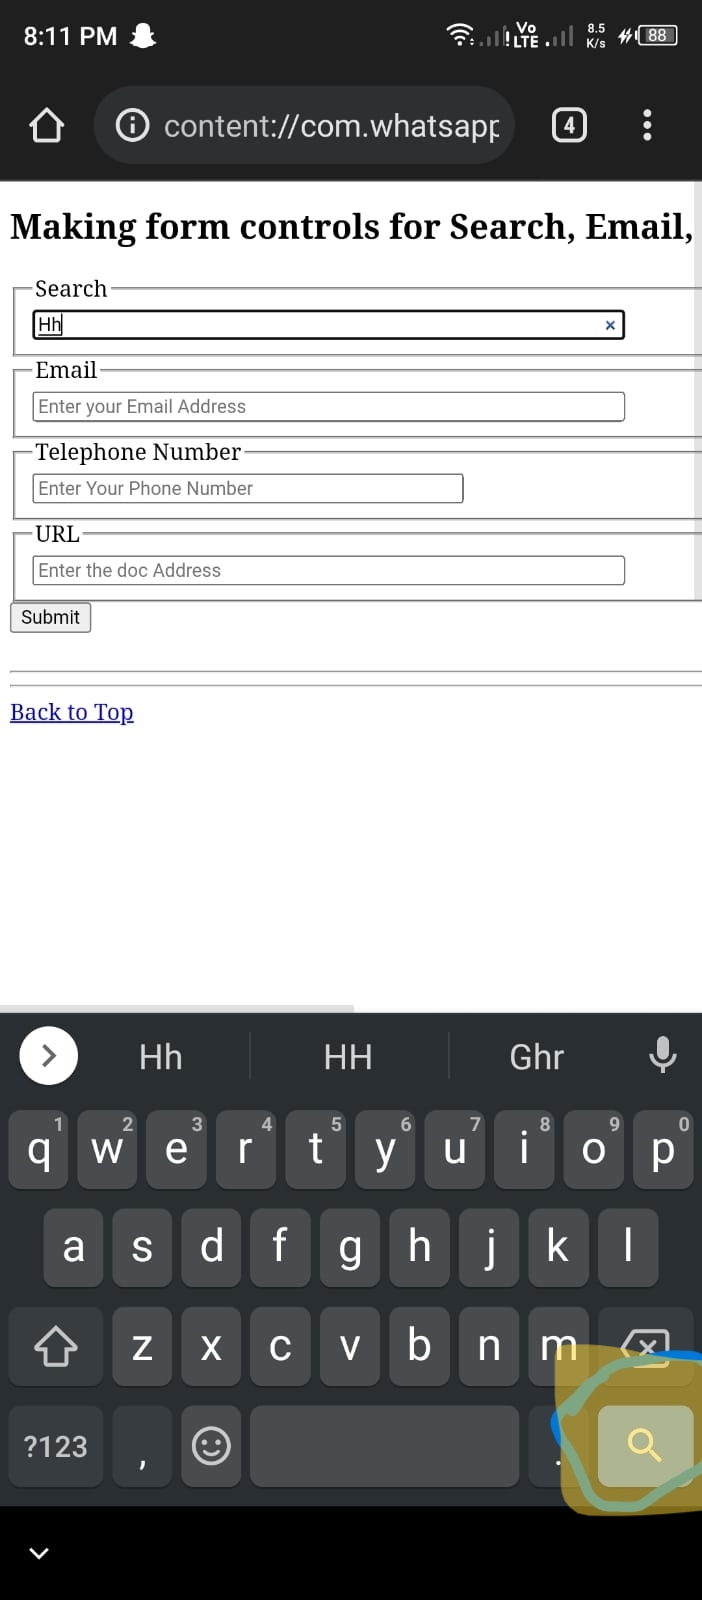 8:11 PM
Vo LTE
8.5 K/s
88
content://com.whatsapp
4
Making form controls for Search, Email,
Search
Hh
×
Email
Enter your Email Address
Telephone Number
Enter Your Phone Number
URL
Enter the doc Address
Submit
Back to Top
Hh HH Ghr
1 2 3 4 5 6 7 8 9 0
q w e r t y u i o p
a s d f g h j k l
z x c v b n m
?123 , .